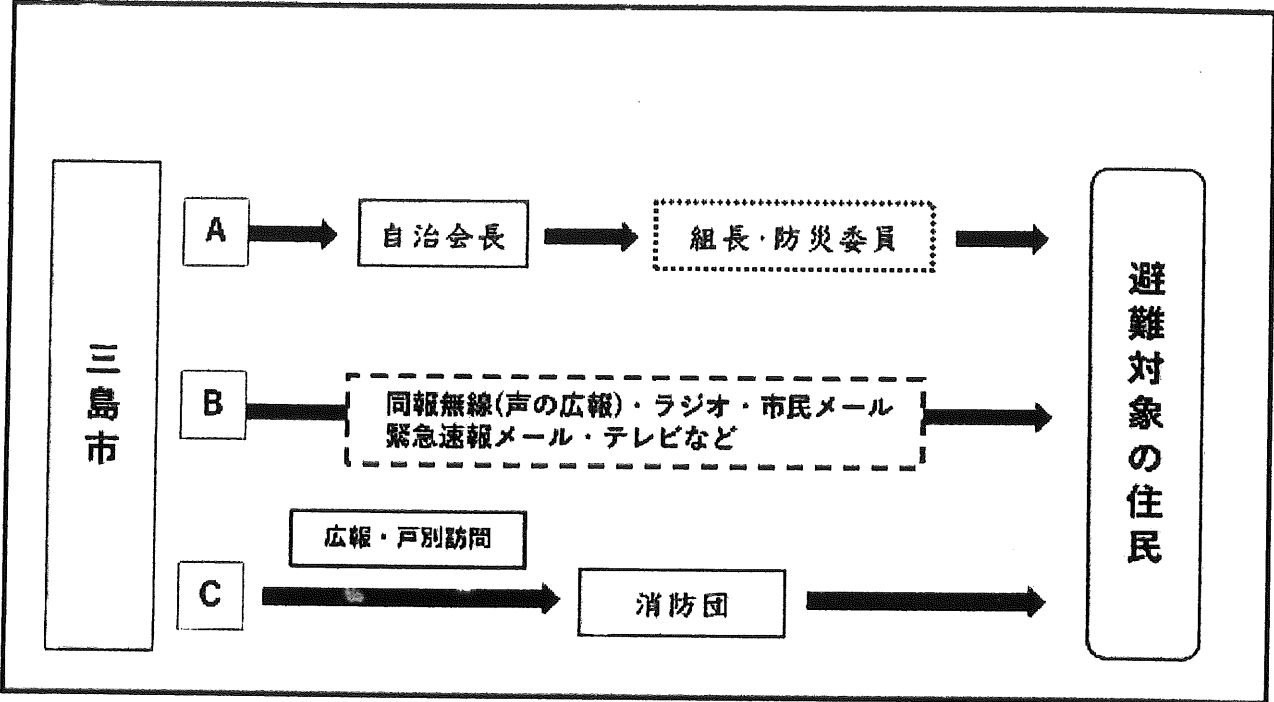 三島市
A
自治会長
組長・防災委員
B
同報無線(声の広報)・ラジオ・市民メール
緊急速報メール・テレビなど
広報・戸別訪問
C
消防団
避難対象の住民